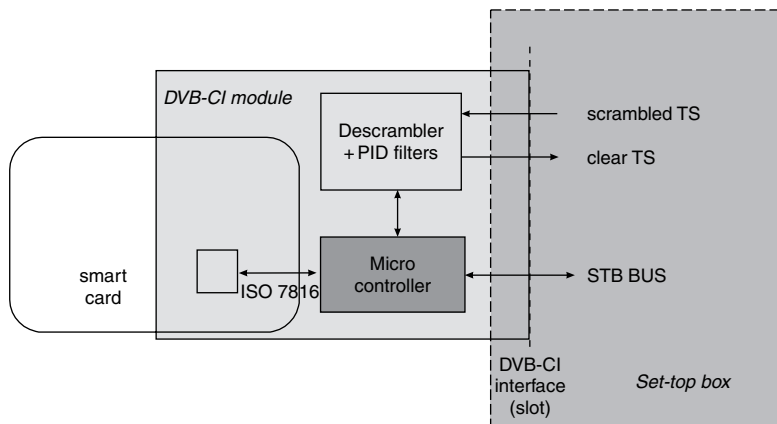 DVB-CI module
Descrambler
+ PID filters
scrambled TS
clear TS
smart
card
ISO 7816
Micro
controller
STB BUS
DVB-CI
interface
(slot)
Set-top box